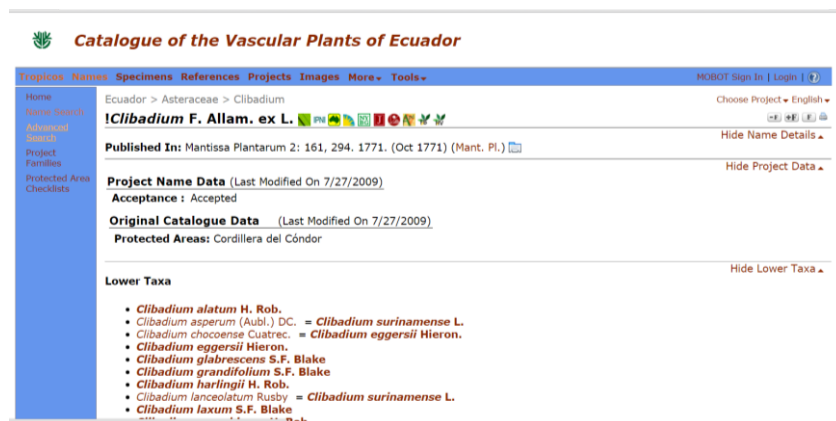 Catalogue of the Vascular Plants of Ecuador
Tropicos Names Specimens References Projects Images More Tools MOBOT Sign In | Login |
Home
Name Search
Advanced
Search
Project
Families
Protected Area
Checklists
Ecuador > Asteraceae > Clibadium
Choose Project English
!Clibadium F. Allam. ex L.
Hide Name Details
Published In: Mantissa Plantarum 2: 161, 294. 1771. (Oct 1771) (Mant. Pl.)
Hide Project Data
Project Name Data (Last Modified On 7/27/2009)
Acceptance : Accepted
Original Catalogue Data (Last Modified On 7/27/2009)
Protected Areas: Cordillera del Cóndor
Hide Lower Taxa
Lower Taxa
• Clibadium alatum H. Rob.
• Clibadium asperum (Aubl.) DC. = Clibadium surinamense L.
• Clibadium chocoense Cuatrec. = Clibadium eggersii Hieron.
• Clibadium eggersii Hieron.
• Clibadium glabrescens S.F. Blake
• Clibadium grandifolium S.F. Blake
• Clibadium harlingii H. Rob.
• Clibadium lanceolatum Rusby = Clibadium surinamense L.
• Clibadium laxum S.F. Blake